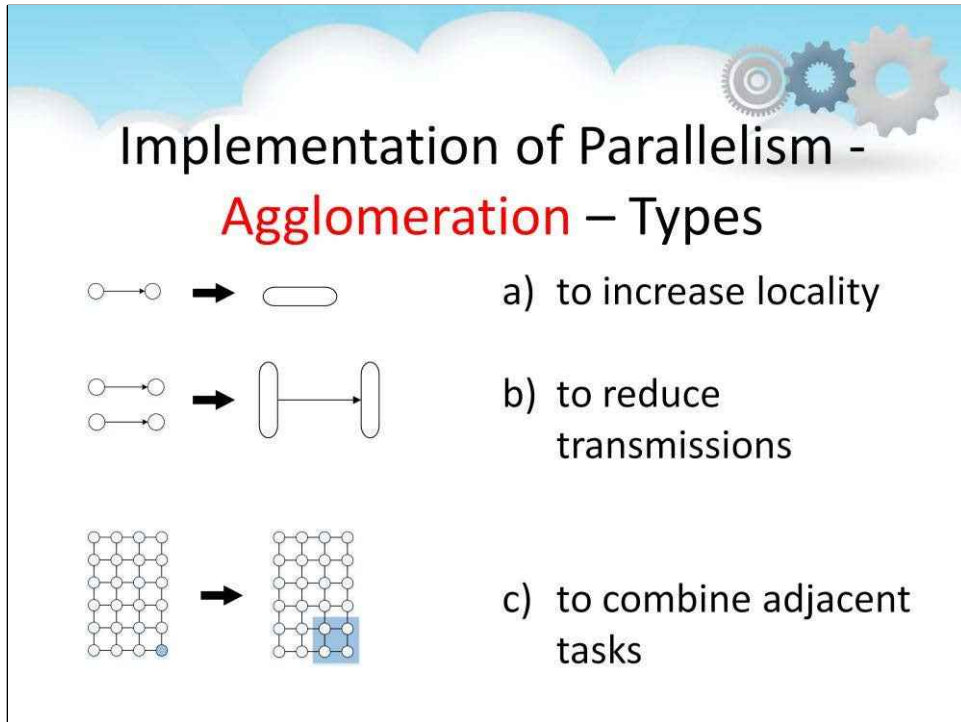 Implementation of Parallelism -
Agglomeration – Types
a) to increase locality
b) to reduce
transmissions
c) to combine adjacent
tasks